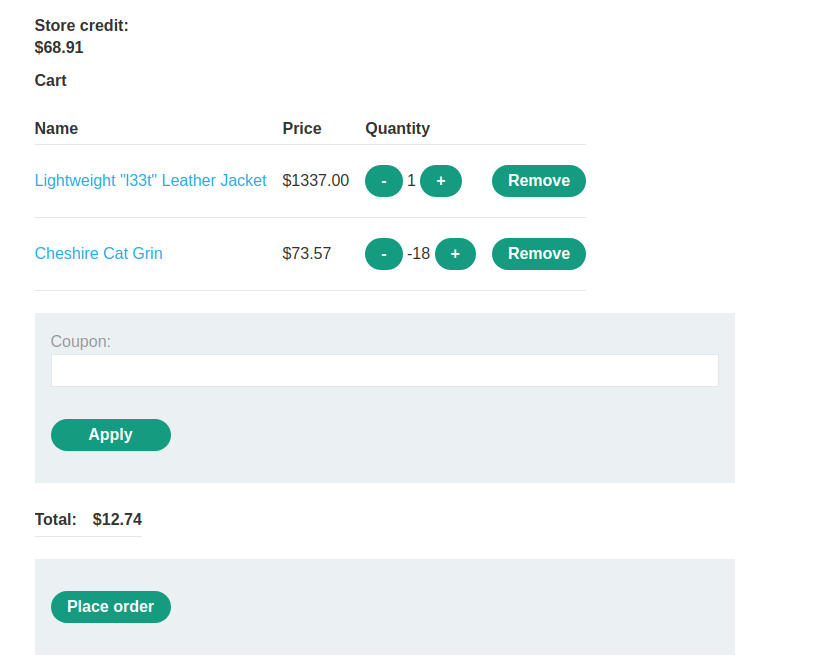 Store credit:
$68.91
Cart
Name Price Quantity
Lightweight "l33t" Leather Jacket $1337.00 - 1 + Remove
Cheshire Cat Grin $73.57 - -18 + Remove
Coupon:
Apply
Total: $12.74
Place order